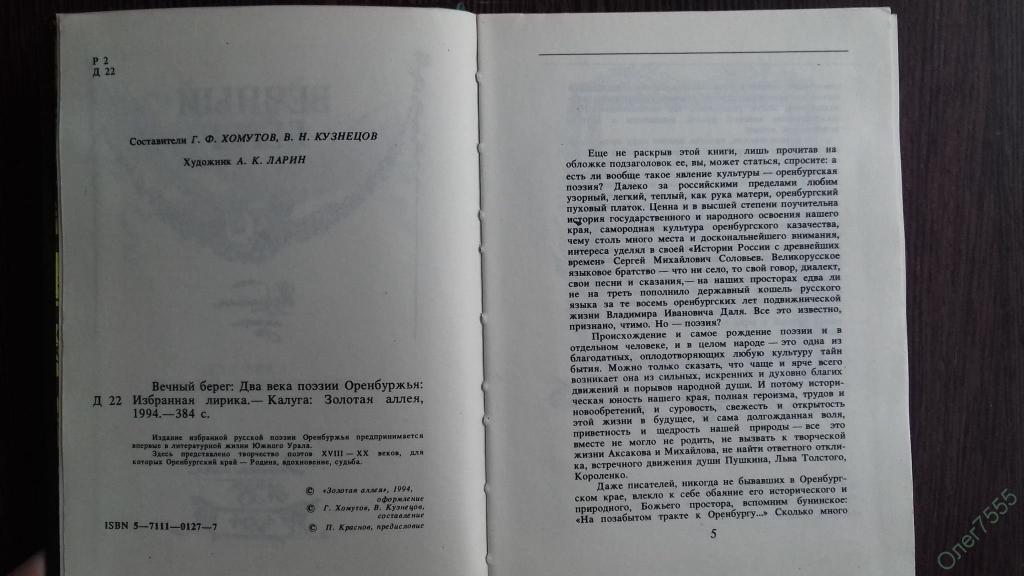 Р 2
Д 22
Составители Г. Ф. ХОМУТОВ, В. Н. КУЗНЕЦОВ
Художник А. К. ЛАРИН
Вечный берег: Два века поэзии Оренбуржья:
Д 22 Избранная лирика.— Калуга: Золотая аллея,
1994.—384 с.
Издание избранной русской поэзии Оренбуржья предпринимается
впервые в литературной жизни Южного Урала.
Здесь представлено творчество поэтов XVIII — XX веков, для
которых Оренбургский край — Родина, вдохновение, судьба.
© «Золотая аллея», 1994,
оформление
© Г. Хомутов, В. Кузнецов,
составление
ISBN 5—7111—0127—7
© П. Краснов, предисловие
ВЕЧНЫЙ
Еще не раскрыв этой книги, лишь прочитав на
обложке подзаголовок ее, вы, может статься, спросите: а
есть ли вообще такое явление культуры — оренбургская
поэзия? Далеко за российскими пределами любим
узорный, легкий, теплый, как рука матери, оренбургский
пуховый платок. Ценна и в высшей степени поучительна
история государственного и народного освоения нашего
края, самородная культура оренбургского казачества,
чему столь много места и доскональнейшего внимания,
интереса уделял в своей «Истории России с древнейших
времен» Сергей Михайлович Соловьев. Великорусское
языковое братство — что ни село, то свой говор, диалект,
свои песни и сказания,— на наших просторах едва ли
не на треть пополнило державный кошель русского
языка за те восемь оренбургских лет подвижнической
жизни Владимира Ивановича Даля. Все это известно,
признано, чтимо. Но — поэзия?
Происхождение и самое рождение поэзии и в
отдельном человеке, и в целом народе — это одна из
благодатных, оплодотворяющих любую культуру тайн
бытия. Можно только сказать, что чаще и ярче всего
возникает она из сильных, искренних и духовно благих
движений и порывов народной души. И потому истори-
ческая юность нашего края, полная героизма, трудов и
новообретений, и суровость, свежесть и открытость
этой жизни в будущее, и сама долгожданная воля,
приветность и щедрость нашей природы — все это
вместе не могло не родить, не вызвать к творческой
жизни Аксакова и Михайлова, не найти ответного откли-
ка, встречного движения души Пушкина, Льва Толстого,
Короленко.
Даже писателей, никогда не бывавших в Оренбург-
ском крае, влекло к себе обаяние его исторического и
природного, Божьего простора, вспомним бунинское:
«На позабытом тракте к Оренбургу...» Сколько много
5
Олег7555